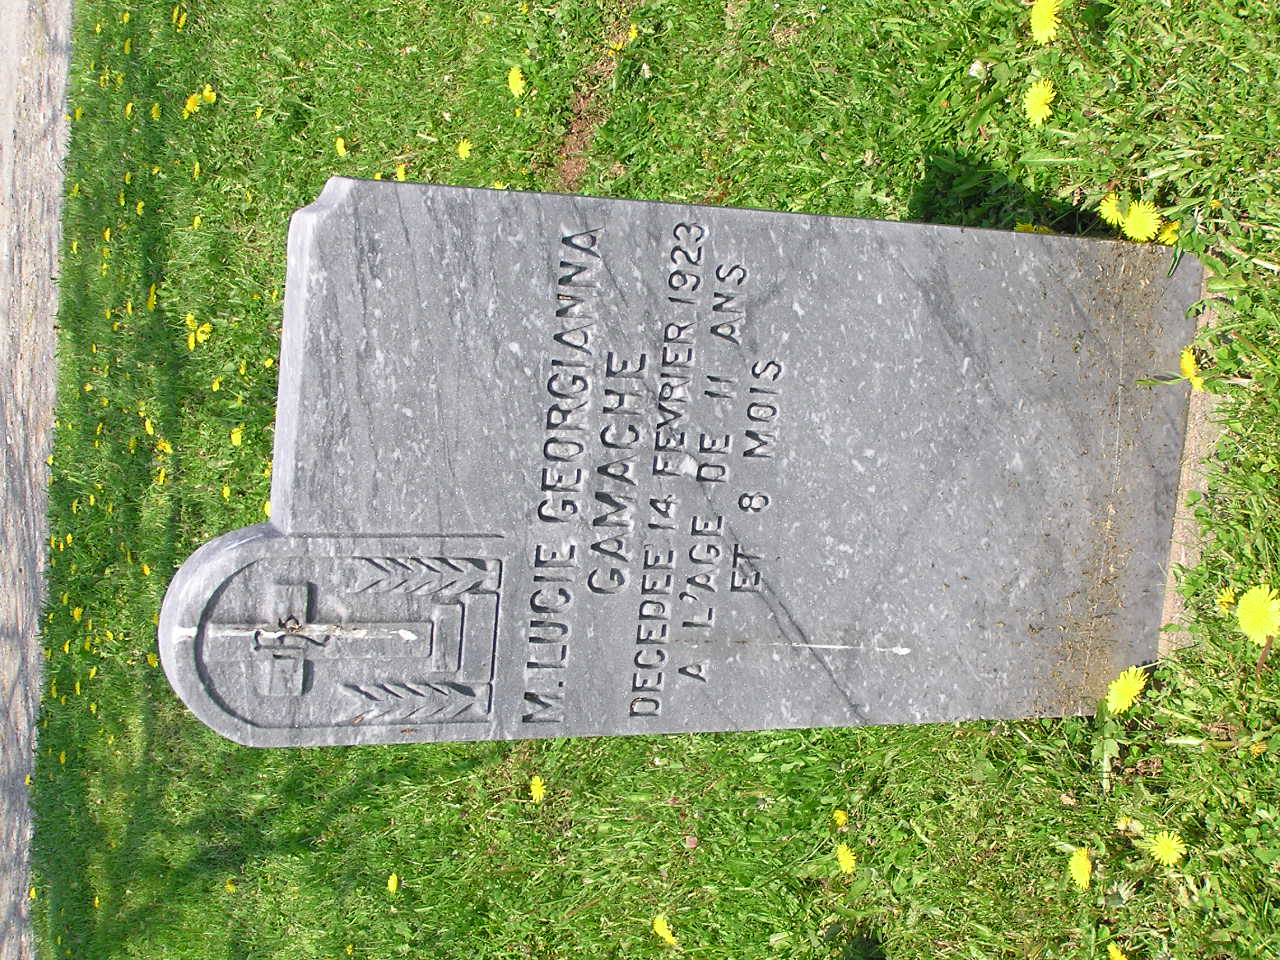 M. LUCIE GEORGIANNA
GAMACHE
DECEDEE 14 FEVRIER 1923
A L'AGE DE 11 ANS
ET 8 MOIS